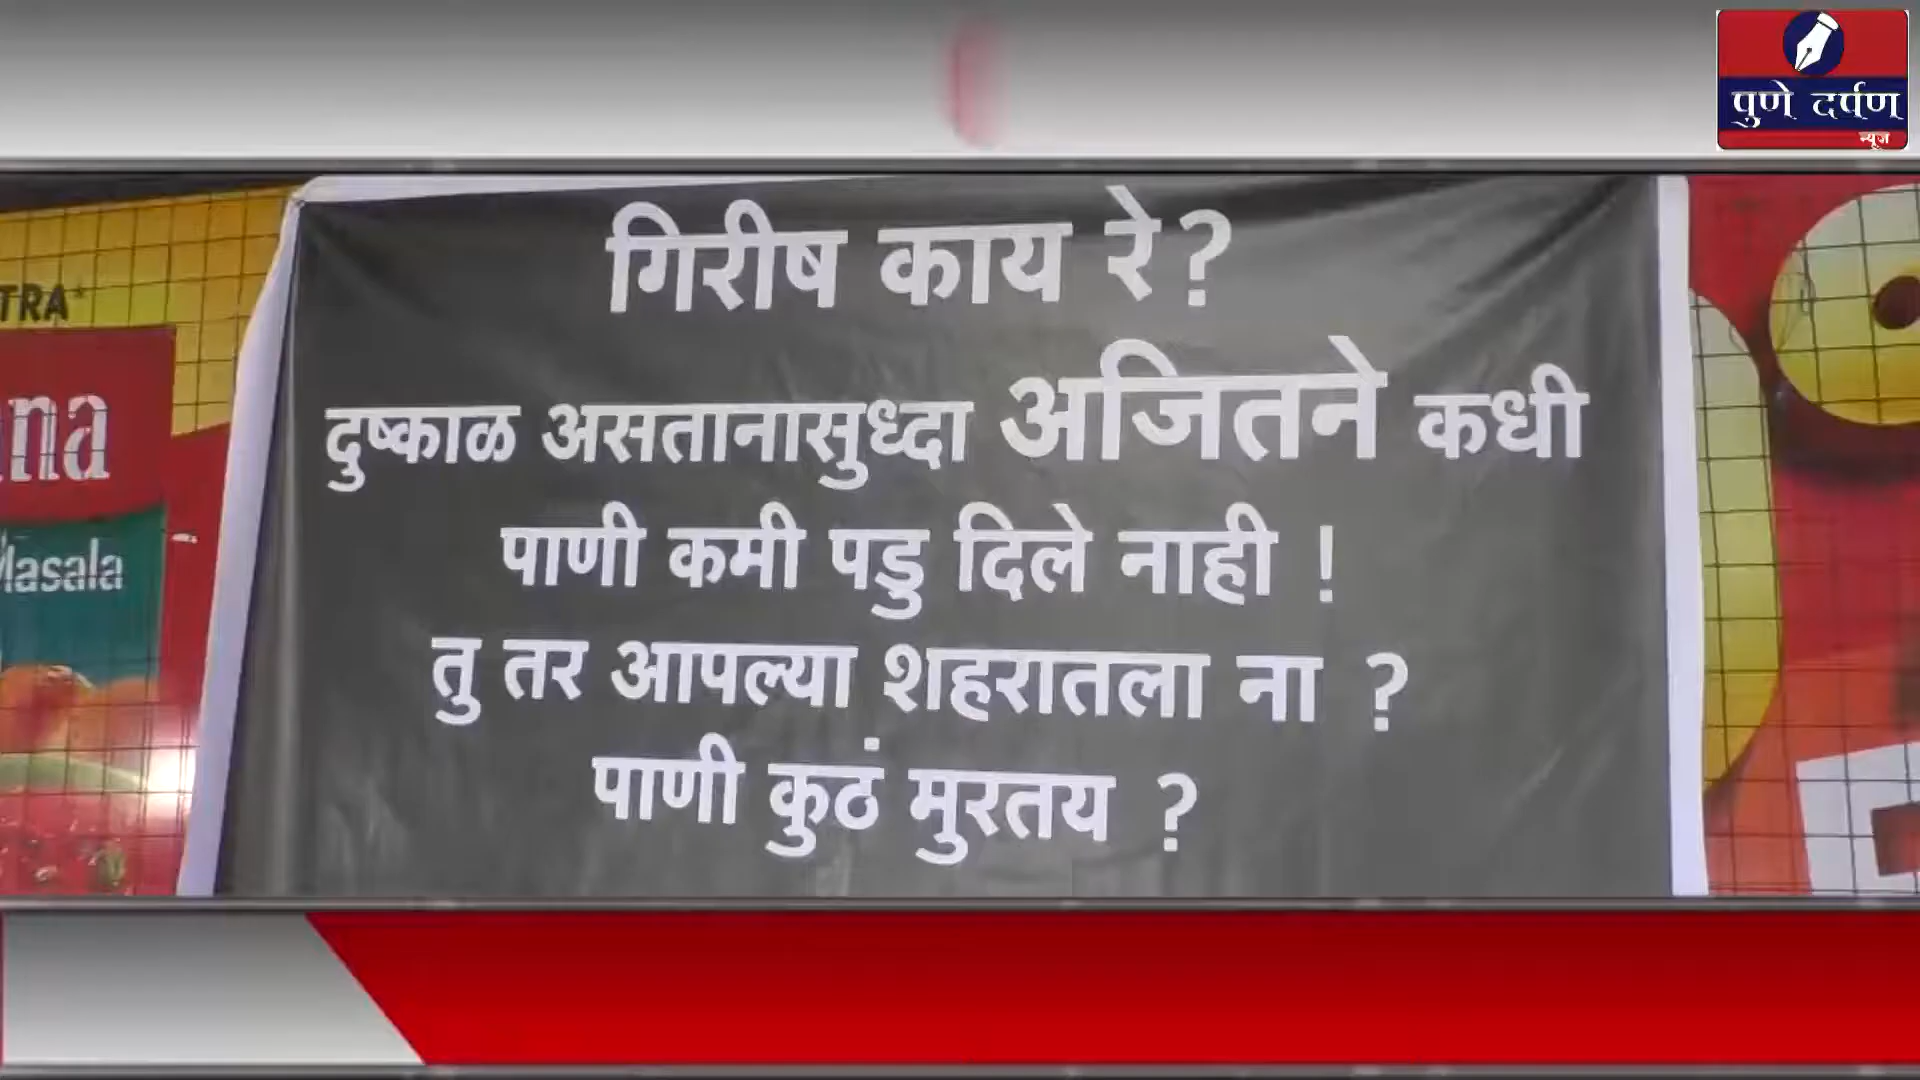 पुणे दर्पण
न्यूज
गिरीष काय रे?
दुष्काळ असतानासुध्दा अजितने कधी
पाणी कमी पडु दिले नाही !
तु तर आपल्या शहरातला ना ?
पाणी कुठं मुरतय ?
TRA
na
Masala